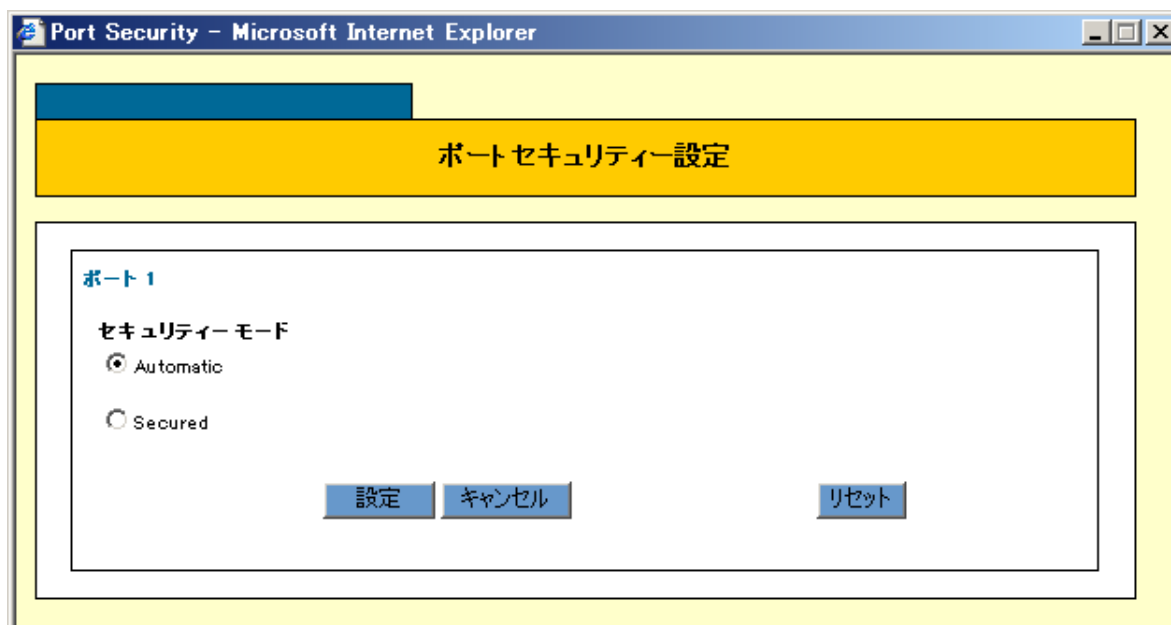 Port Security - Microsoft Internet Explorer
ポートセキュリティー設定
ポート 1
セキュリティーモード
Automatic
Secured
設定 キャンセル リセット